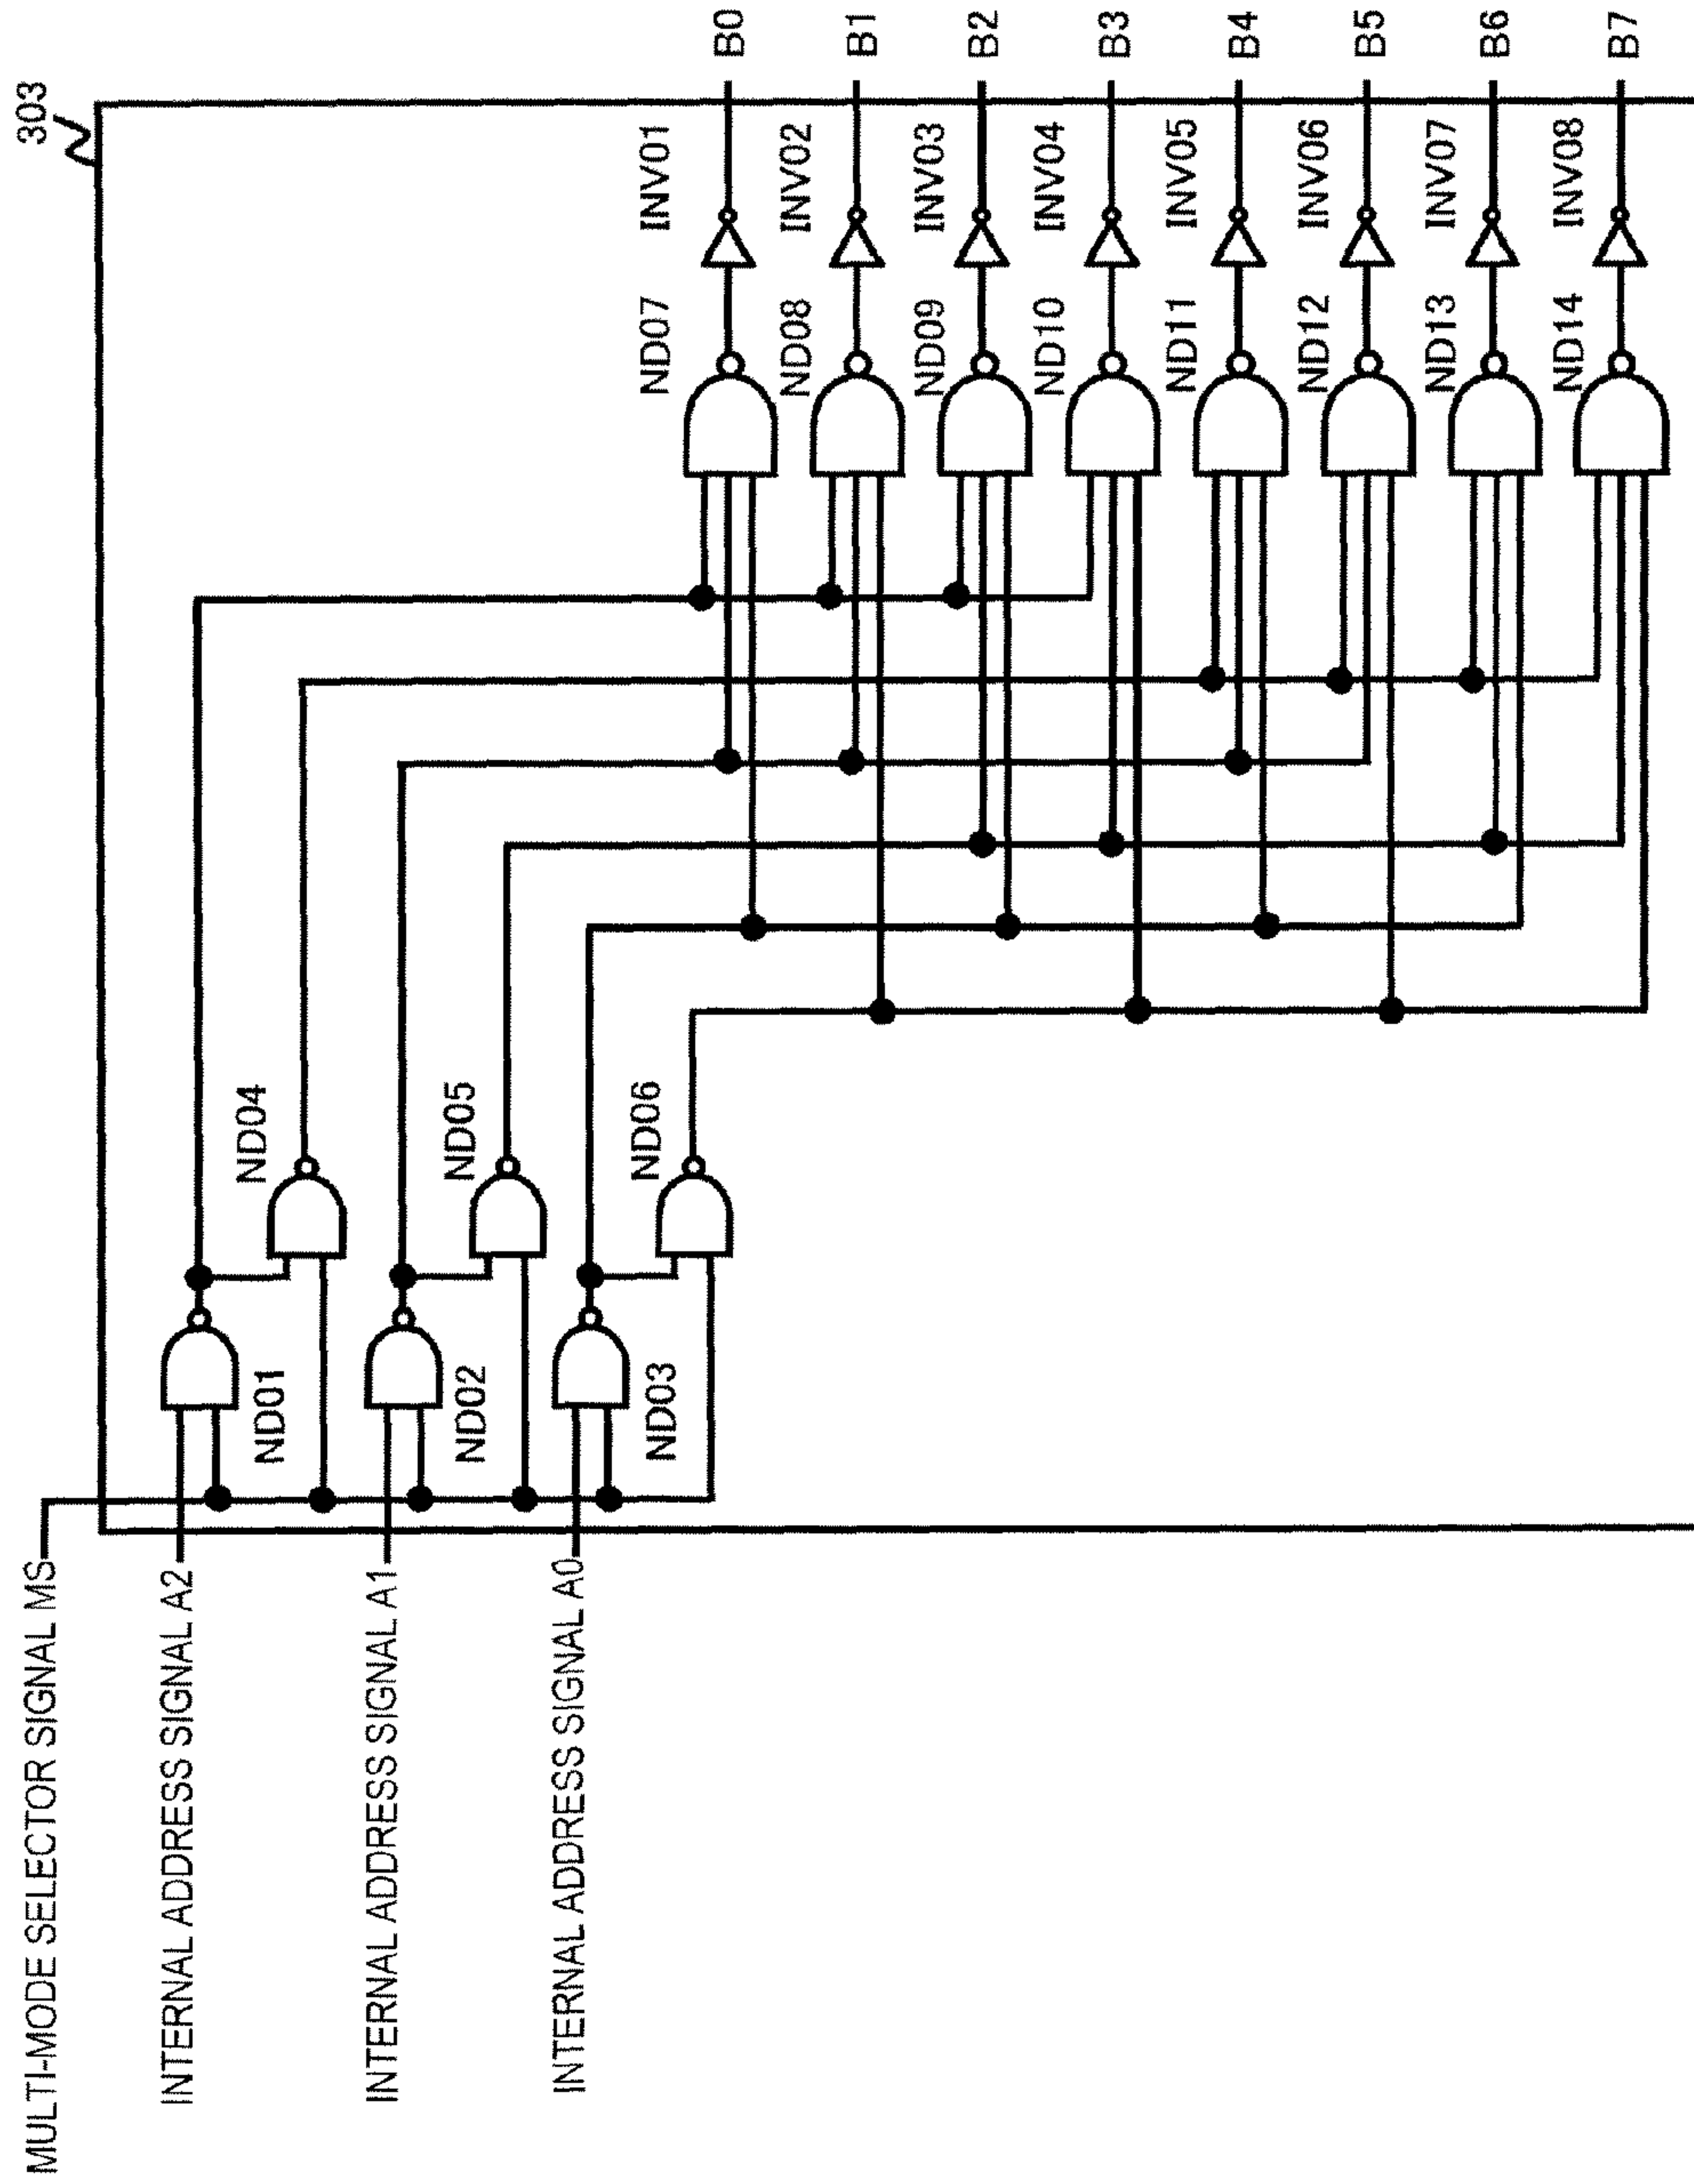 303
MULTI-MODE SELECTOR SIGNAL MS
INTERNAL ADDRESS SIGNAL A2
INTERNAL ADDRESS SIGNAL A1
INTERNAL ADDRESS SIGNAL A0
ND01
ND02
ND03
ND04
ND05
ND06
ND07
ND08
ND09
ND10
ND11
ND12
ND13
ND14
INV01
INV02
INV03
INV04
INV05
INV06
INV07
INV08
B0
B1
B2
B3
B4
B5
B6
B7